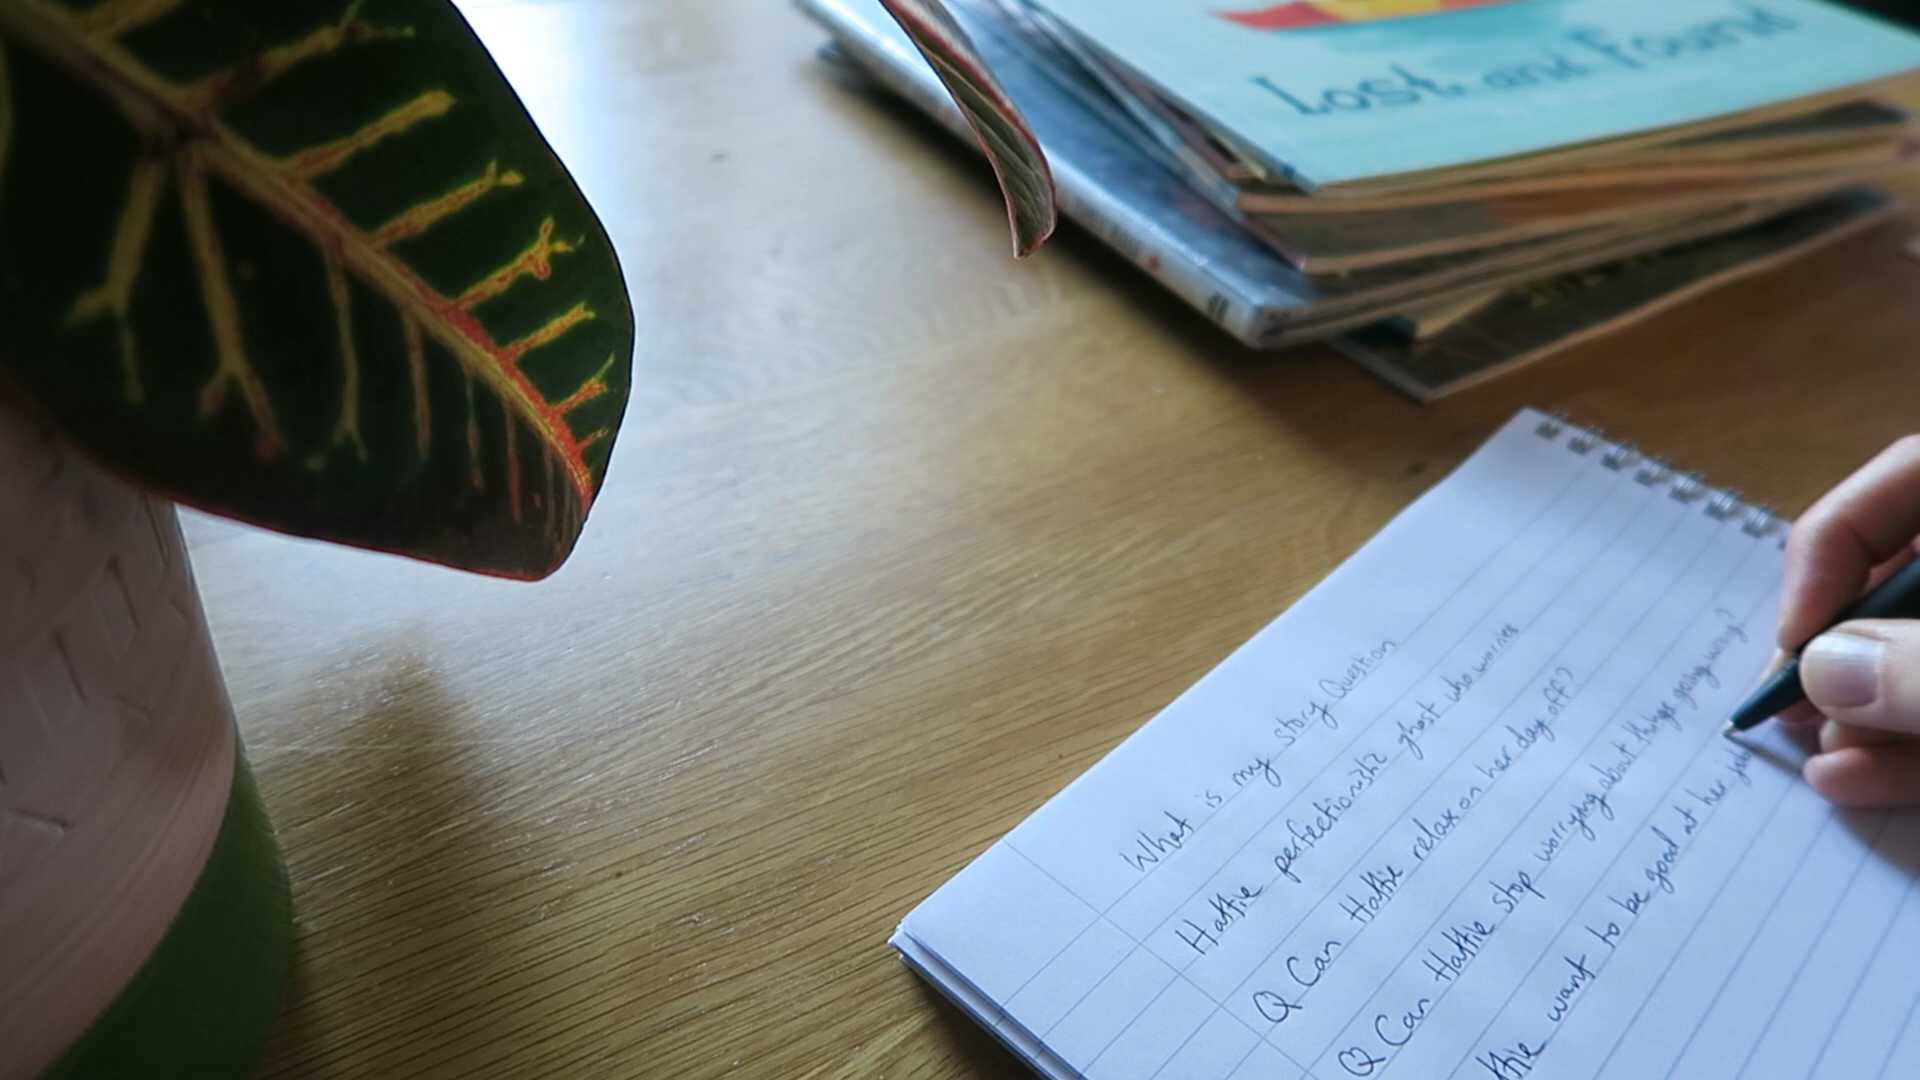 Lost and Found
What is my story Question
Hattie perfectionistic ghost who worries
Q Can Hattie relax on her day off?
Q Can Hattie stop worrying about things going wrong?
want to be good at her job